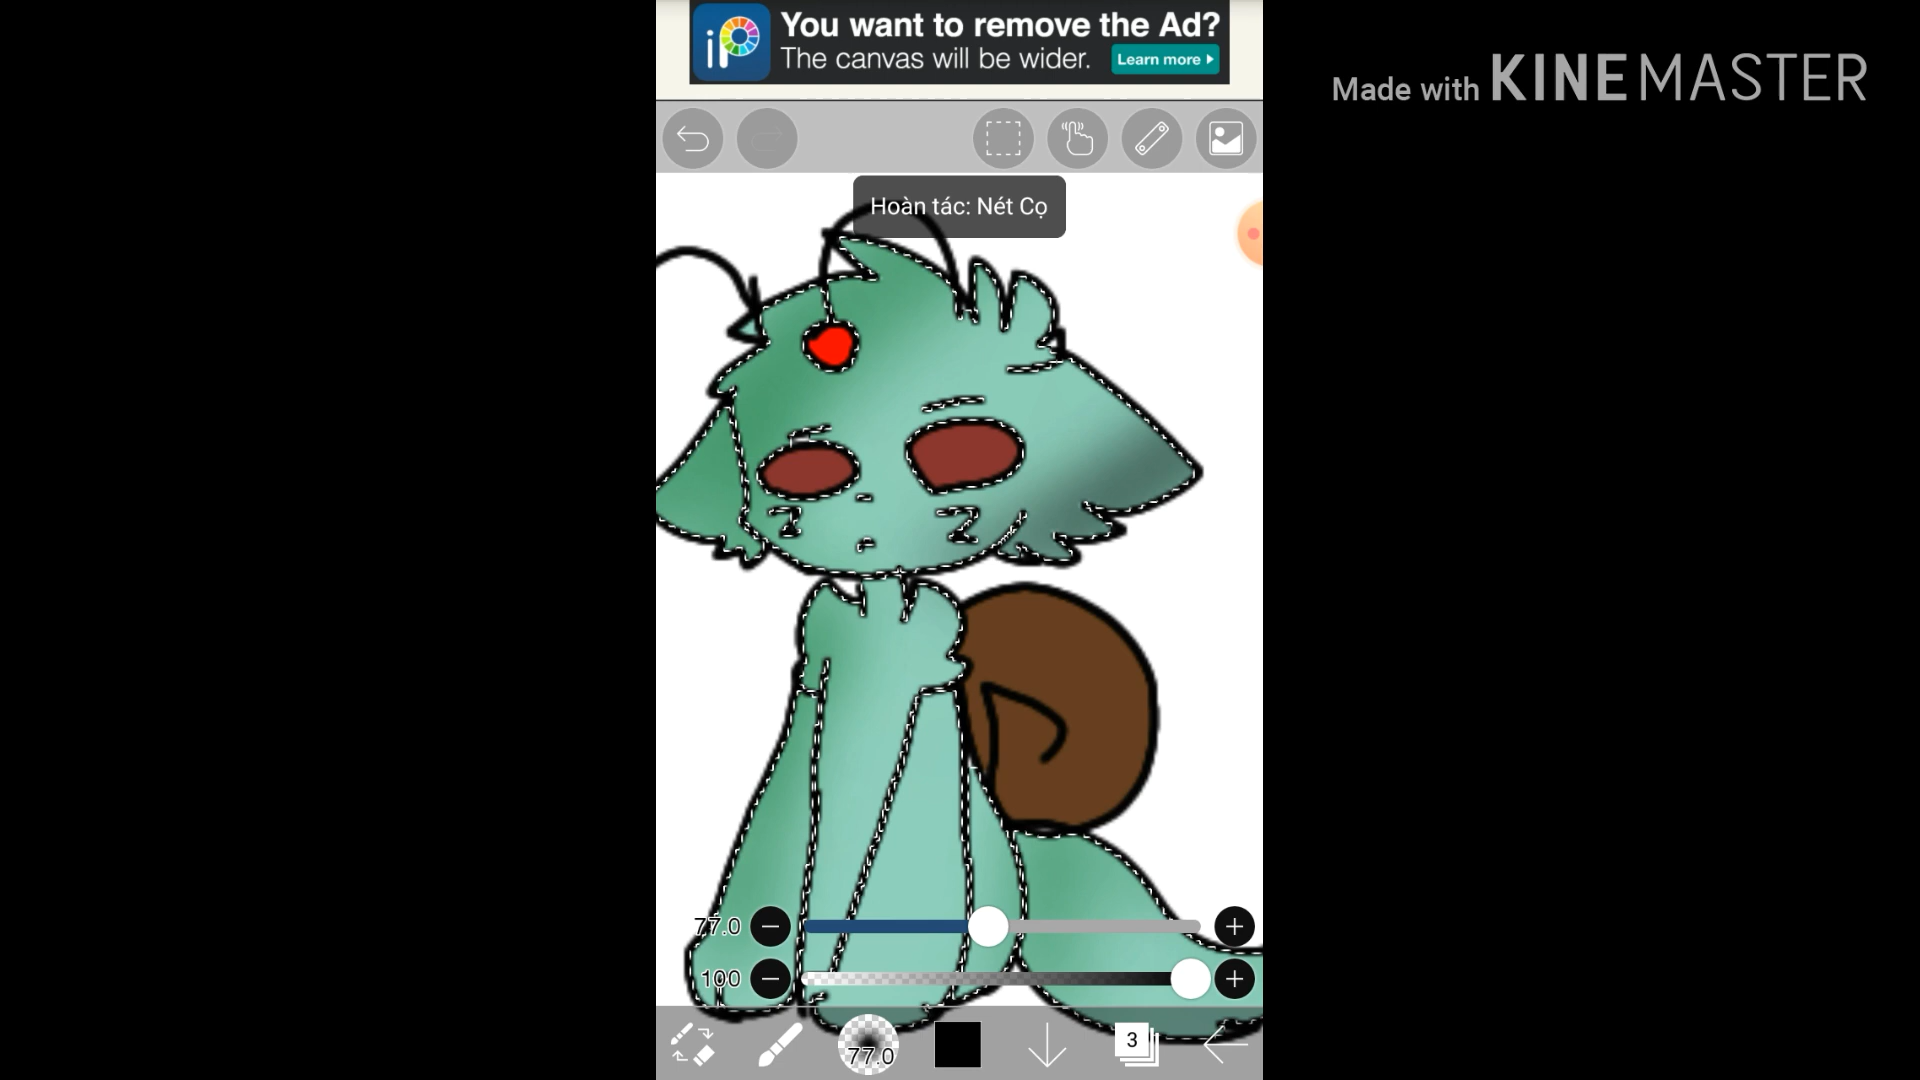 You want to remove the Ad?
iP
The canvas will be wider.
Learn more
Made with KINEMASTER
Hoàn tác: Nét Cọ
77.0
100
77.0
3